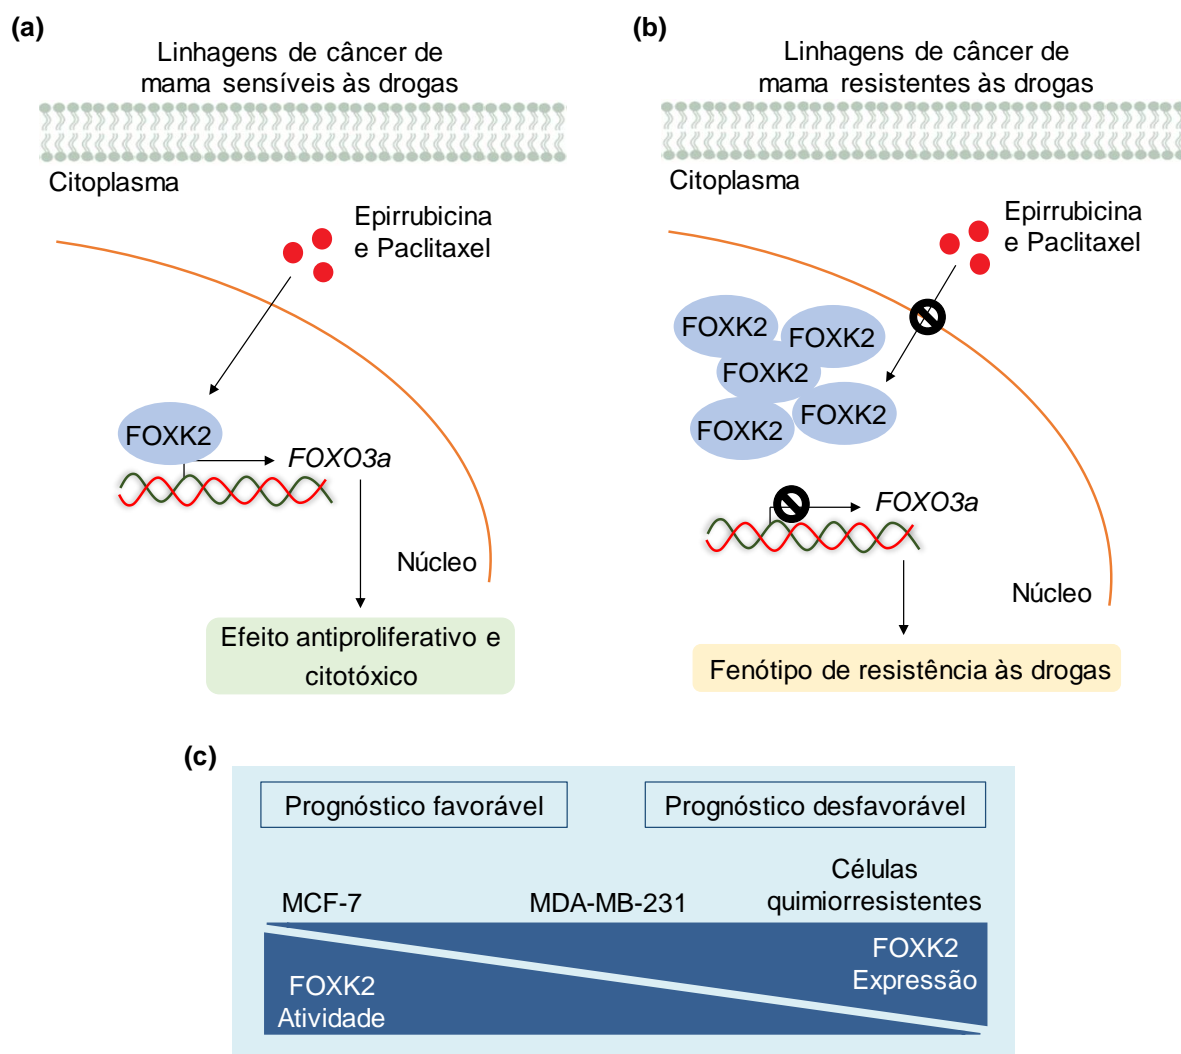 (a)
Linhagens de câncer de
mama sensíveis às drogas
Citoplasma
Epirrubicina
e Paclitaxel
FOXK2
FOXO3a
Núcleo
Efeito antiproliferativo e
citotóxico
(b)
Linhagens de câncer de
mama resistentes às drogas
Citoplasma
Epirrubicina
e Paclitaxel
FOXK2
FOXK2
FOXK2
FOXK2
FOXK2
FOXO3a
Núcleo
Fenótipo de resistência às drogas
(c)
Prognóstico favorável
Prognóstico desfavorável
MCF-7
MDA-MB-231
Células
quimiorresistentes
FOXK2
Atividade
FOXK2
Expressão